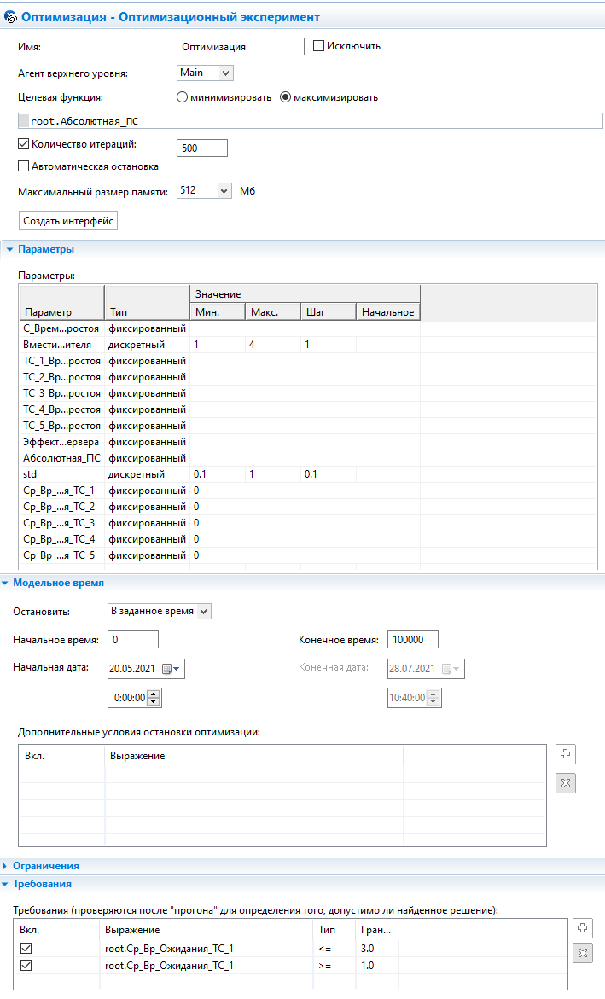 Оптимизация - Оптимизационный эксперимент
Имя: Оптимизация Исключить
Агент верхнего уровня: Main
Целевая функция: минимизировать максимизировать
root.Абсолютная_ПС
Количество итераций: 500
Автоматическая остановка
Максимальный размер памяти: 512 Мб
Создать интерфейс
Параметры
Параметры:
Значение
Параметр Тип Мин. Макс. Шаг Начальное
С_Врем...ростоя фиксированный
Вмести...ителя дискретный 1 4 1
ТС_1_Вр...ростоя фиксированный
ТС_2_Вр...ростоя фиксированный
ТС_3_Вр...ростоя фиксированный
ТС_4_Вр...ростоя фиксированный
ТС_5_Вр...ростоя фиксированный
Эффект...ервера фиксированный
Абсолютная_ПС фиксированный
std дискретный 0.1 1 0.1
Ср_Вр_...я_ТС_1 фиксированный 0
Ср_Вр_...я_ТС_2 фиксированный 0
Ср_Вр_...я_ТС_3 фиксированный 0
Ср_Вр_...я_ТС_4 фиксированный 0
Ср_Вр_...я_ТС_5 фиксированный 0
Модельное время
Остановить: В заданное время
Начальное время: 0 Конечное время: 100000
Начальная дата: 20.05.2021 Конечная дата: 28.07.2021
0:00:00 10:40:00
Дополнительные условия остановки оптимизации:
Вкл. Выражение
Ограничения
Требования
Требования (проверяются после "прогона" для определения того, допустимо ли найденное решение):
Вкл. Выражение Тип Гран...
root.Ср_Вр_Ожидания_ТС_1 <= 3.0
root.Ср_Вр_Ожидания_ТС_1 >= 1.0